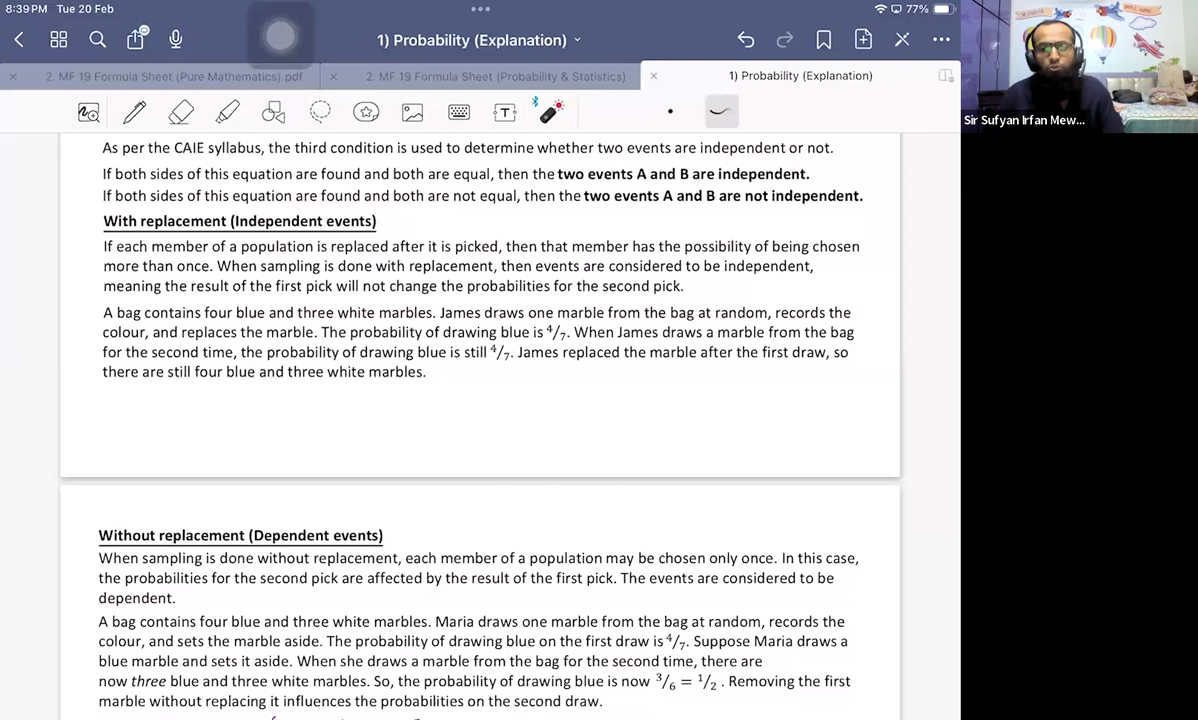 8:39 PM Tue 20 Feb
77%
1) Probability (Explanation)
2. MF 19 Formula Sheet (Pure Mathematics).pdf
2. MF 19 Formula Sheet (Probability & Statistics)
1) Probability (Explanation)
Sir Sufyan Irfan Mew...
As per the CAIE syllabus, the third condition is used to determine whether two events are independent or not.
If both sides of this equation are found and both are equal, then the two events A and B are independent.
If both sides of this equation are found and both are not equal, then the two events A and B are not independent.
With replacement (Independent events)
If each member of a population is replaced after it is picked, then that member has the possibility of being chosen
more than once. When sampling is done with replacement, then events are considered to be independent,
meaning the result of the first pick will not change the probabilities for the second pick.
A bag contains four blue and three white marbles. James draws one marble from the bag at random, records the
colour, and replaces the marble. The probability of drawing blue is 4/7. When James draws a marble from the bag
for the second time, the probability of drawing blue is still 4/7. James replaced the marble after the first draw, so
there are still four blue and three white marbles.
Without replacement (Dependent events)
When sampling is done without replacement, each member of a population may be chosen only once. In this case,
the probabilities for the second pick are affected by the result of the first pick. The events are considered to be
dependent.
A bag contains four blue and three white marbles. Maria draws one marble from the bag at random, records the
colour, and sets the marble aside. The probability of drawing blue on the first draw is 4/7. Suppose Maria draws a
blue marble and sets it aside. When she draws a marble from the bag for the second time, there are
now three blue and three white marbles. So, the probability of drawing blue is now 3/6 = 1/2 . Removing the first
marble without replacing it influences the probabilities on the second draw.